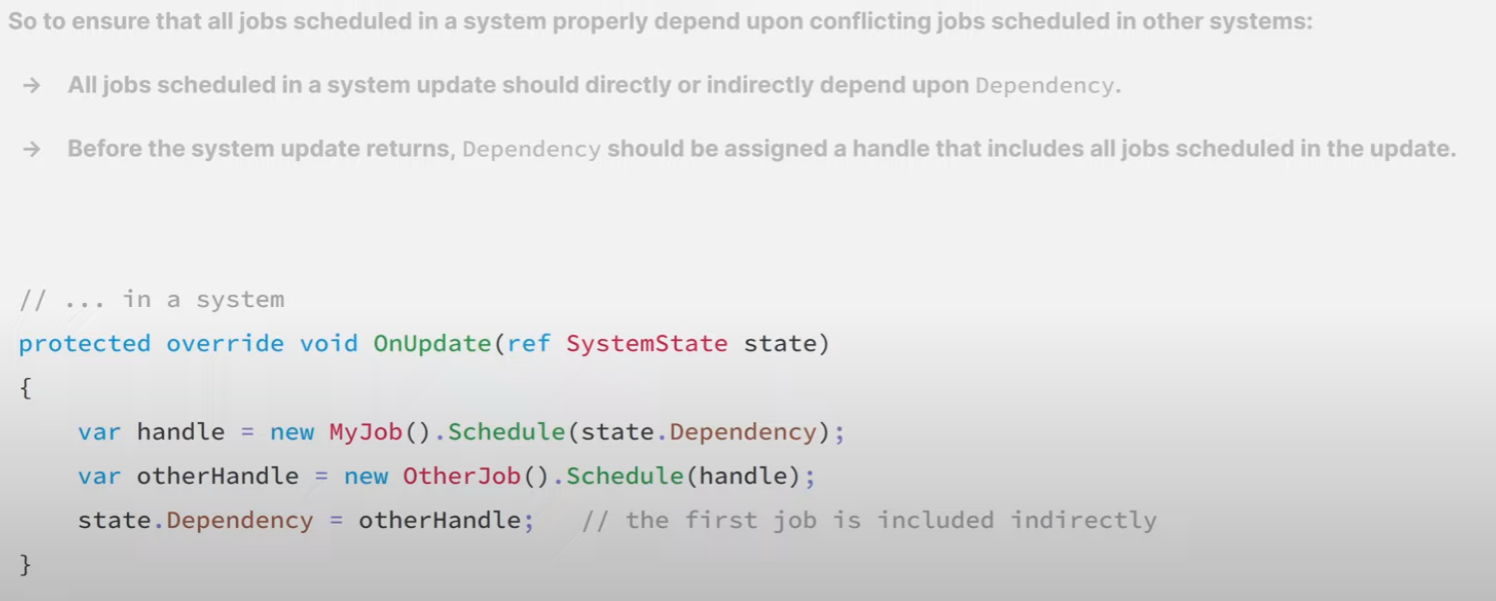 So to ensure that all jobs scheduled in a system properly depend upon conflicting jobs scheduled in other systems:
→ All jobs scheduled in a system update should directly or indirectly depend upon Dependency.
→ Before the system update returns, Dependency should be assigned a handle that includes all jobs scheduled in the update.
// ... in a system
protected override void OnUpdate(ref SystemState state)
{
    var handle = new MyJob().Schedule(state.Dependency);
    var otherHandle = new OtherJob().Schedule(handle);
    state.Dependency = otherHandle;   // the first job is included indirectly
}